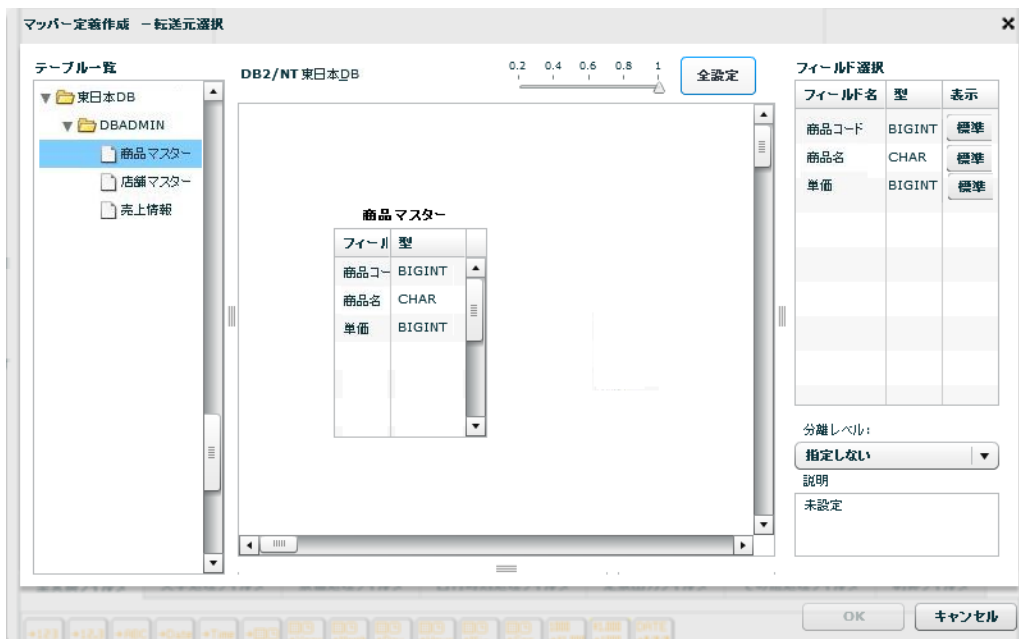 マッパー定義作成 －転送元選択
テーブル一覧
東日本DB
DBADMIN
商品マスター
店舗マスター
売上情報
DB2/NT 東日本DB
0.2 0.4 0.6 0.8 1
全設定
商品マスター
フィール 型
商品コー BIGINT
商品名 CHAR
単価 BIGINT
フィールド選択
フィールド名 型 表示
商品コード BIGINT 標準
商品名 CHAR 標準
単価 BIGINT 標準
分離レベル:
指定しない
説明
未設定
OK キャンセル